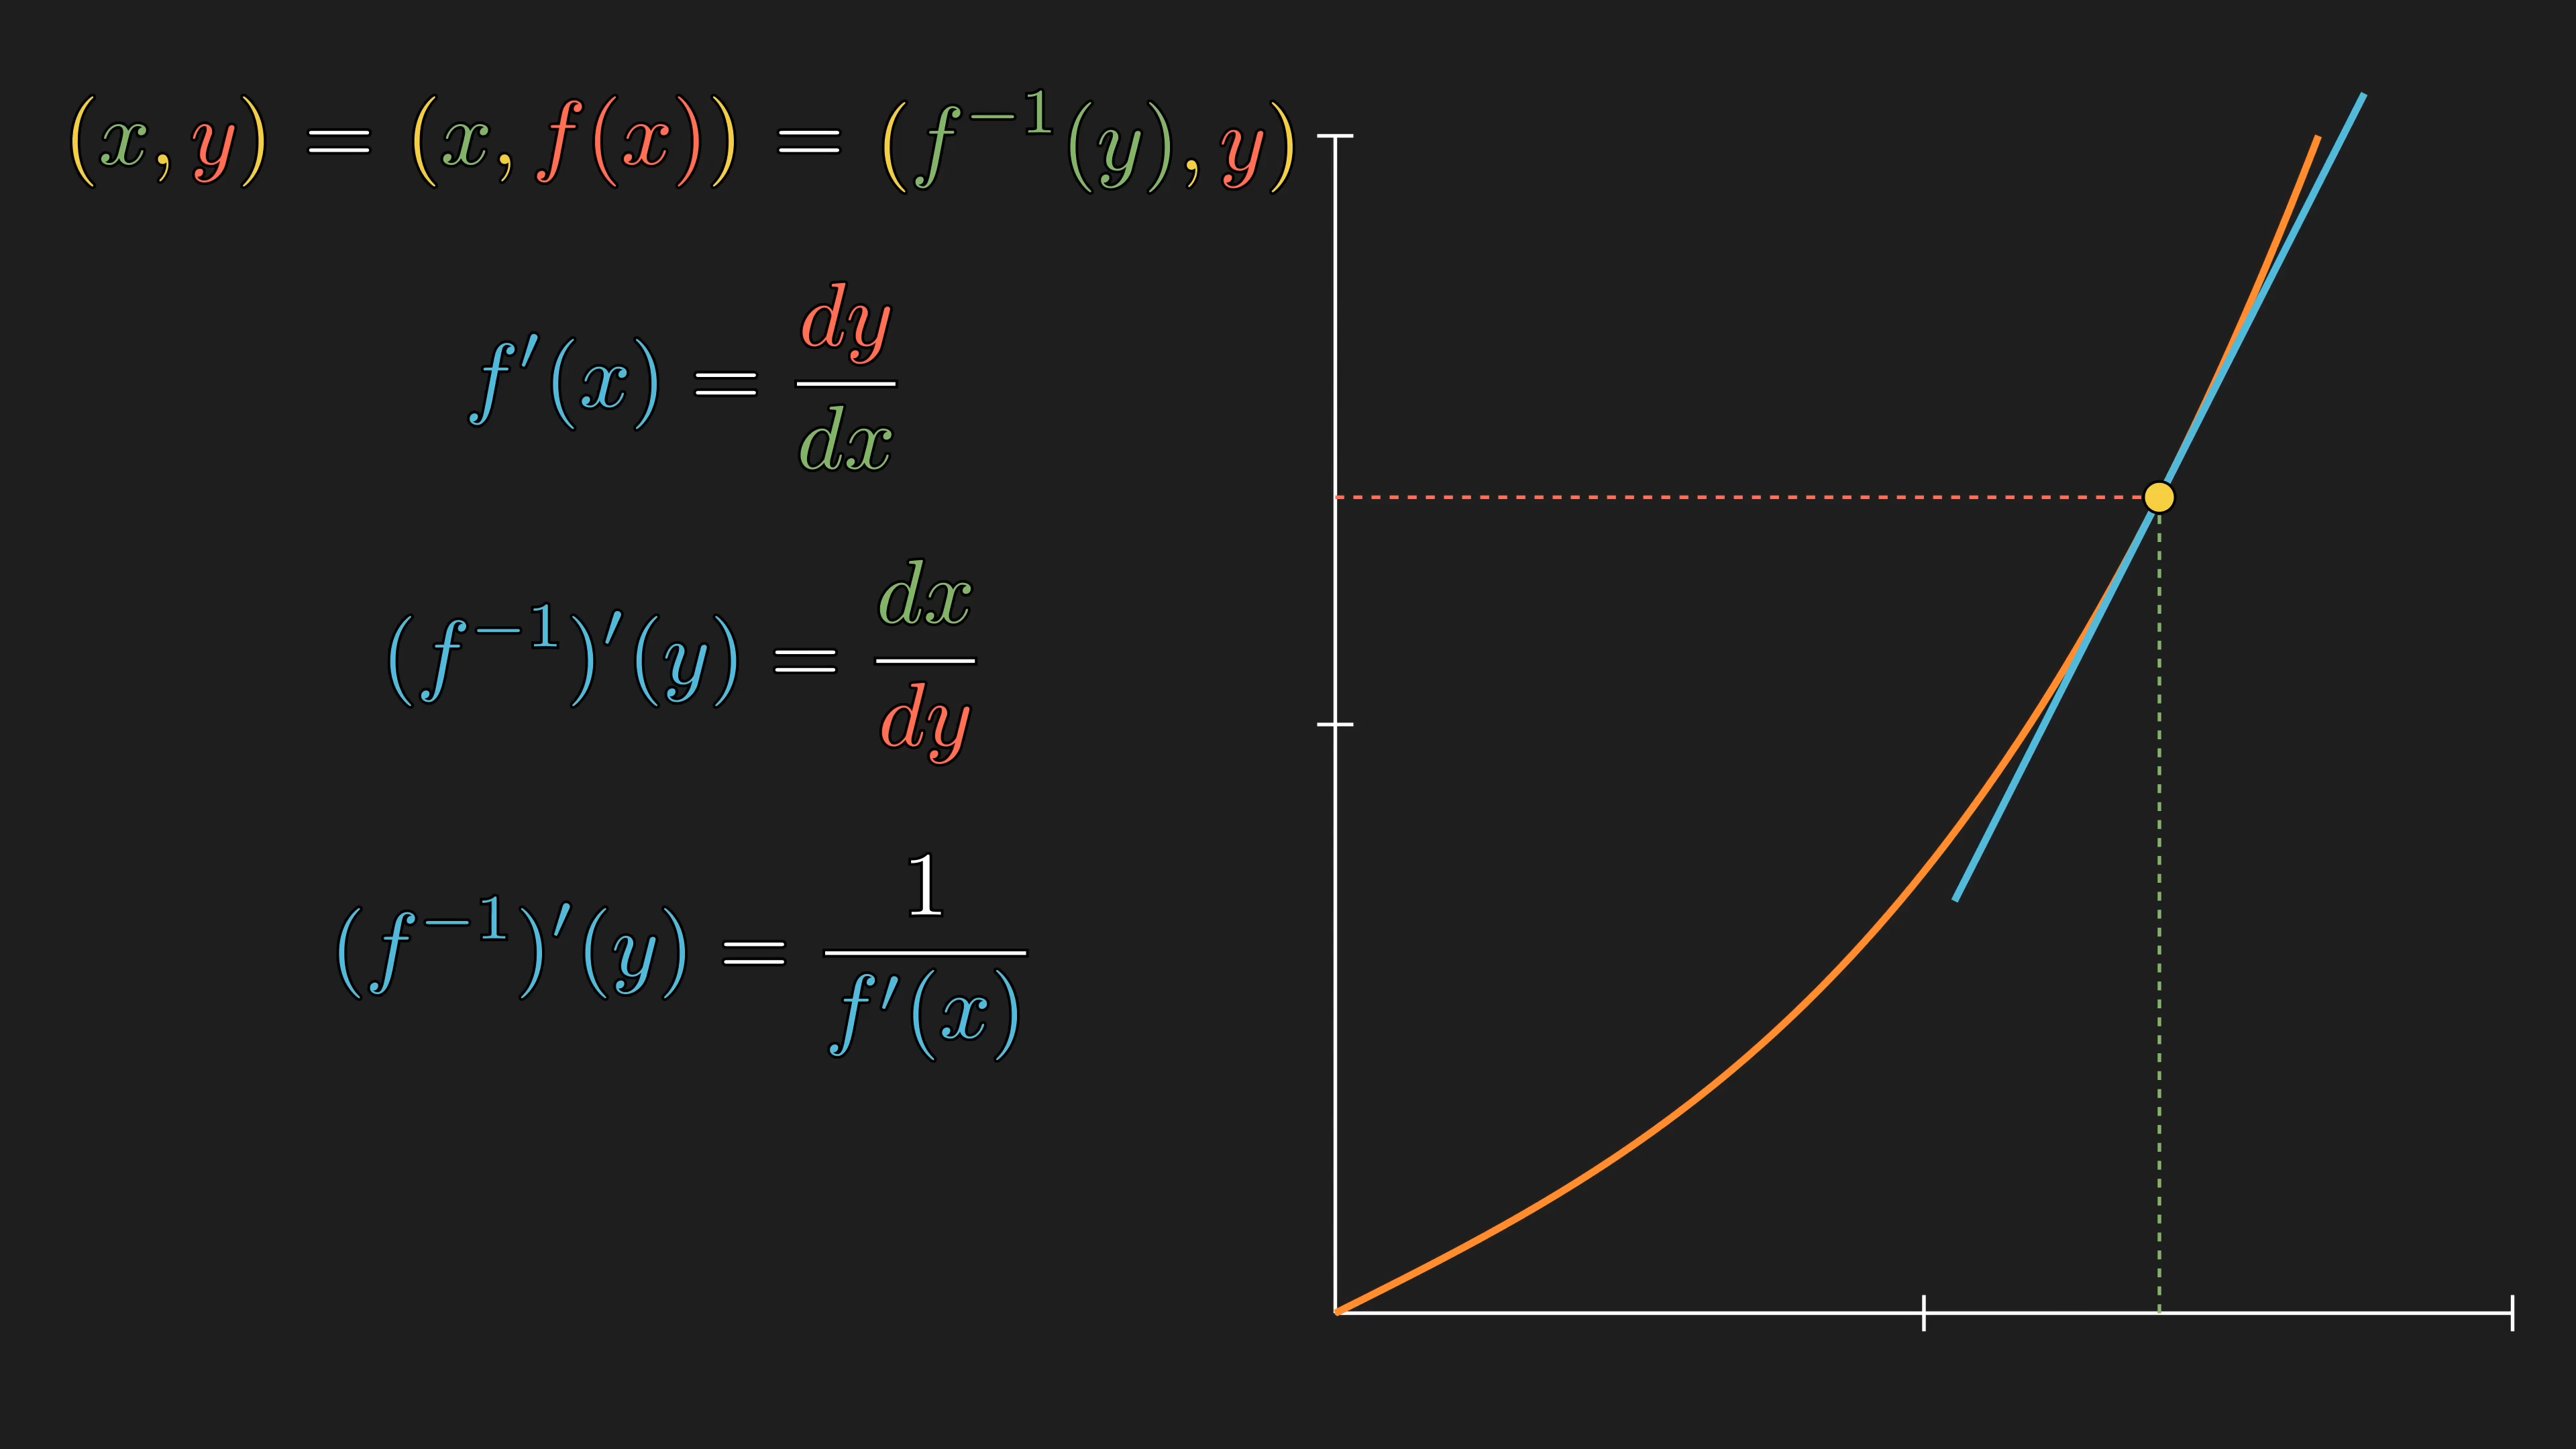 (x, y) = (x, f(x)) = (f⁻¹(y), y)
f′(x) = dy/dx
(f⁻¹)′(y) = dx/dy
(f⁻¹)′(y) = 1/f′(x)